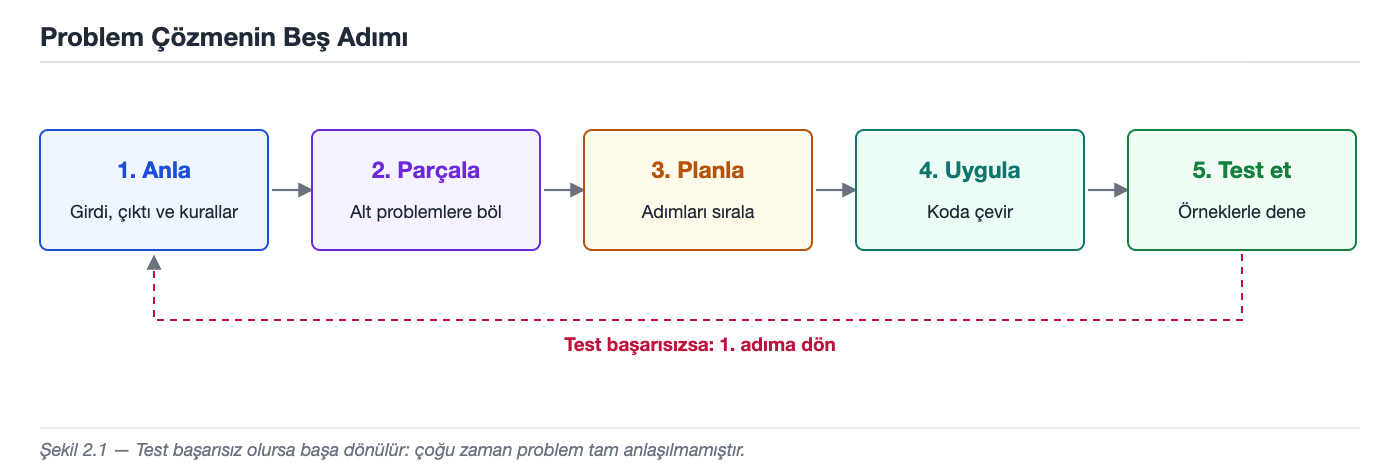 Problem Çözmenin Beş Adımı
1. Anla
Girdi, çıktı ve kurallar
2. Parçala
Alt problemlere böl
3. Planla
Adımları sırala
4. Uygula
Koda çevir
5. Test et
Örneklerle dene
Test başarısızsa: 1. adıma dön
Şekil 2.1 — Test başarısız olursa başa dönülür: çoğu zaman problem tam anlaşılmamıştır.